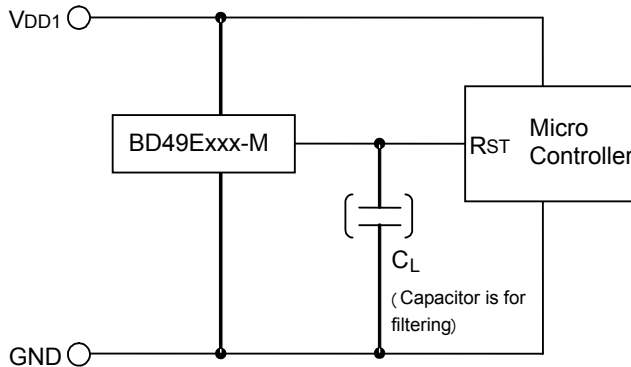 VDD1
BD49Exxx-M
RST
Micro
Controller
CL
(Capacitor is for
filtering)
GND